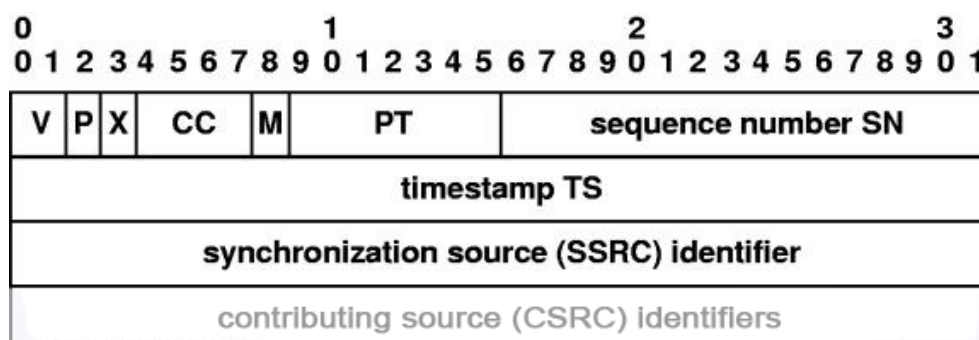 0 1 2 3
0 1 2 3 4 5 6 7 8 9 0 1 2 3 4 5 6 7 8 9 0 1 2 3 4 5 6 7 8 9 0 1
V P X CC M PT sequence number SN
timestamp TS
synchronization source (SSRC) identifier
contributing source (CSRC) identifiers